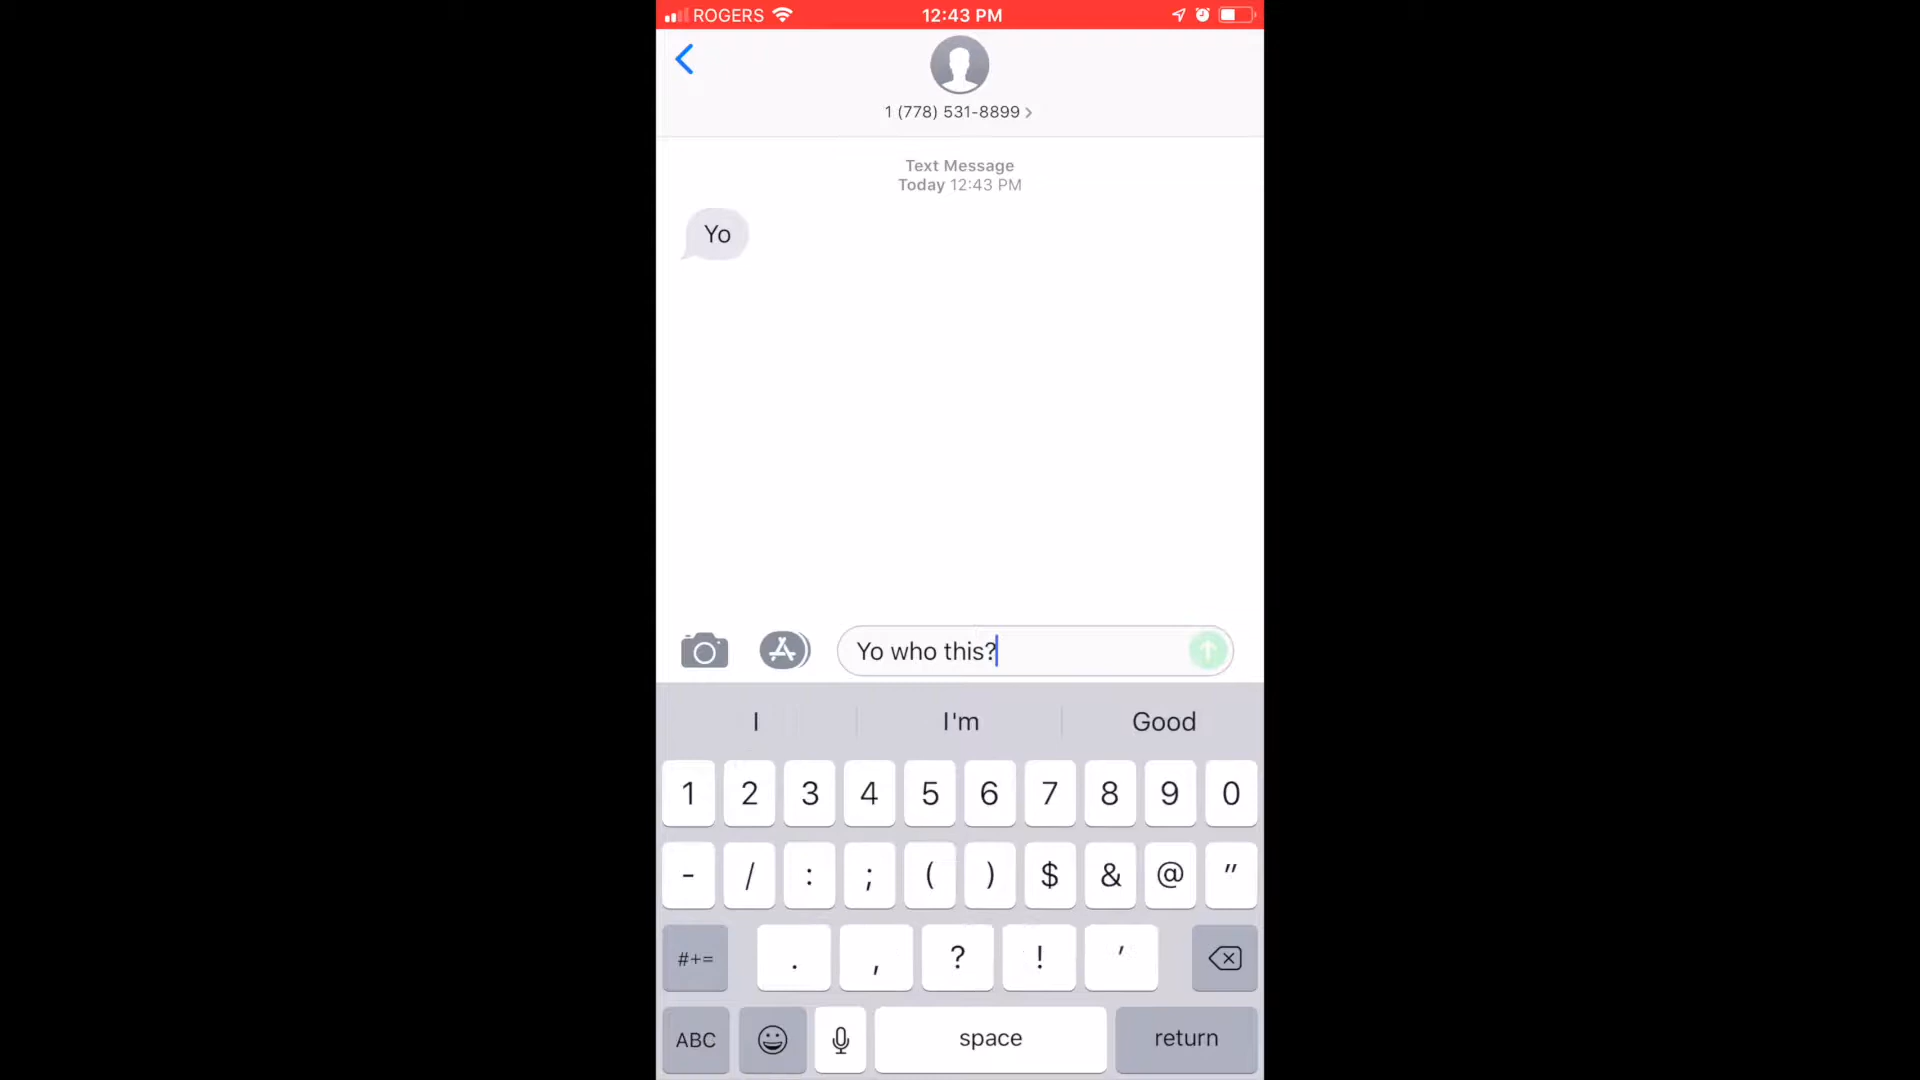 ROGERS 12:43 PM
1 (778) 531-8899 >
Text Message
Today 12:43 PM
Yo
Yo who this?
I I'm Good
1 2 3 4 5 6 7 8 9 0
- / : ; ( ) $ & @ "
#+= . , ? ! '
ABC space return